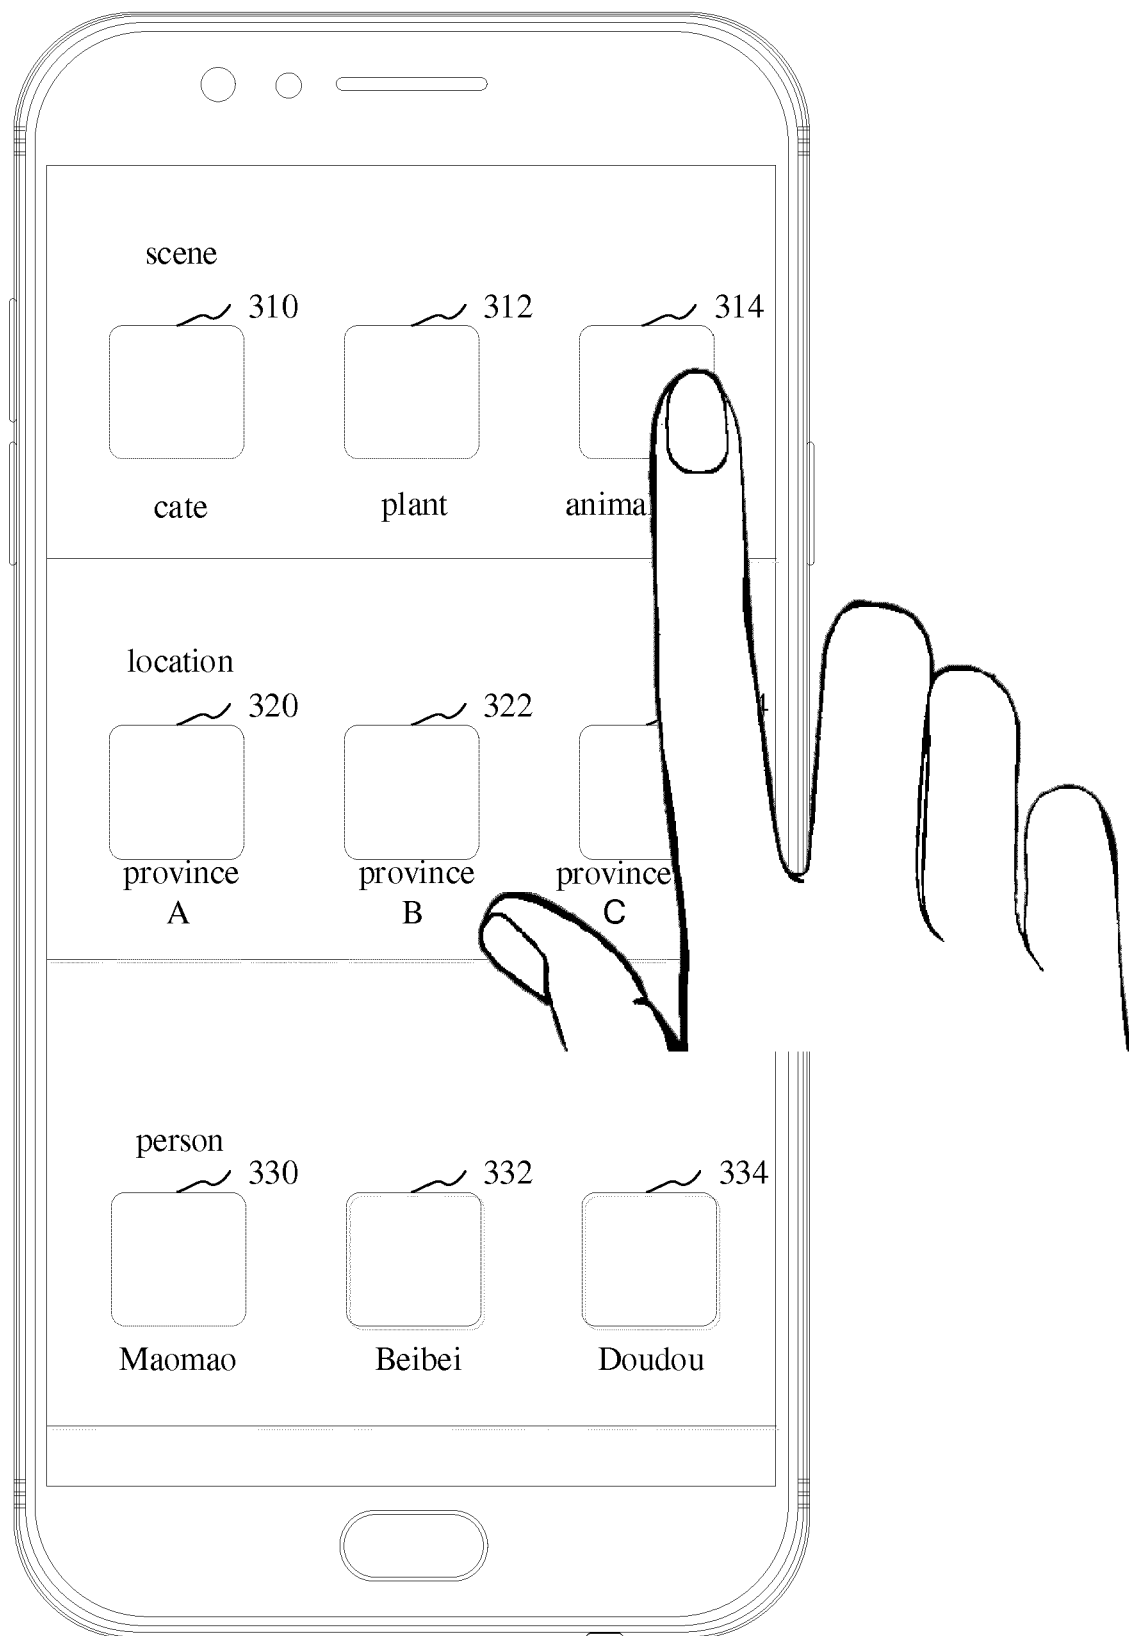 scene
310 312 314
cate plant anima
location
320 322
province province province
A B C
person
330 332 334
Maomao Beibei Doudou